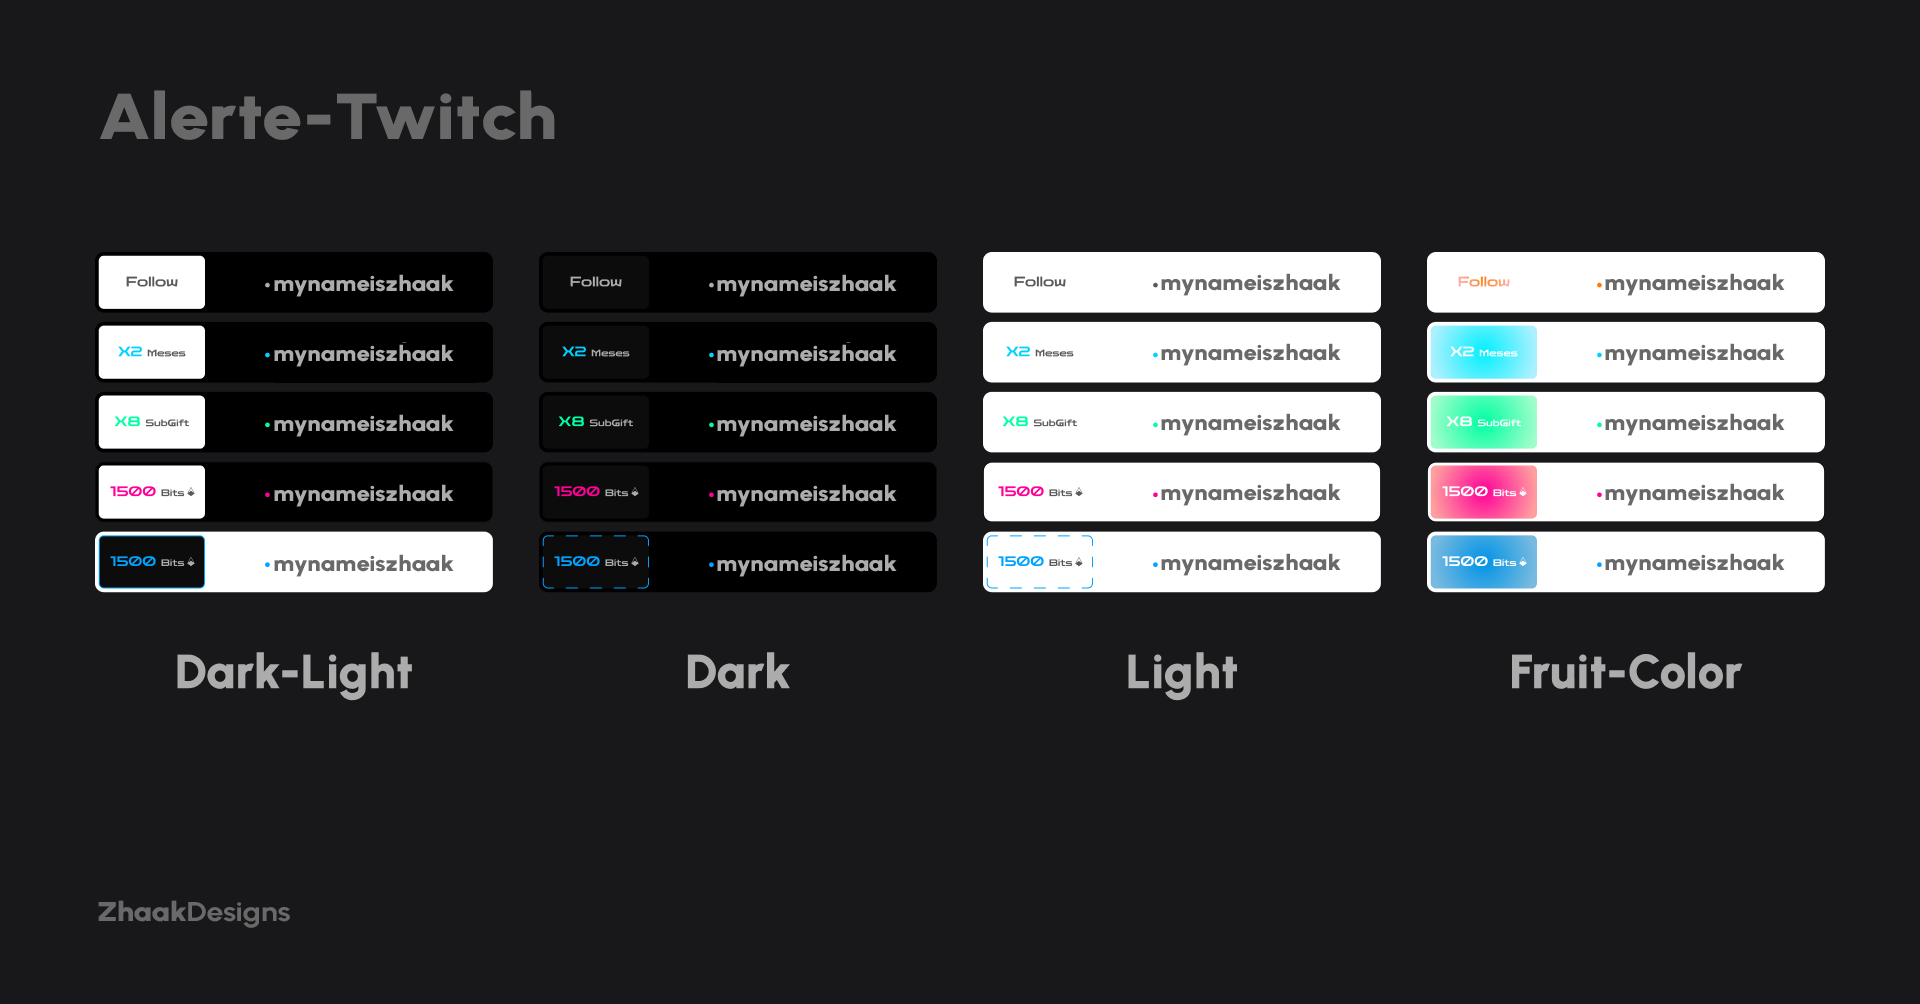 Alerte-Twitch
Follow
•mynameiszhaak
X2 Meses
•mynameiszhaak
X8 SubGift
•mynameiszhaak
1500 Bits
•mynameiszhaak
1500 Bits
•mynameiszhaak
Dark-Light
Follow
•mynameiszhaak
X2 Meses
•mynameiszhaak
X8 SubGift
•mynameiszhaak
1500 Bits
•mynameiszhaak
1500 Bits
•mynameiszhaak
Dark
Follow
•mynameiszhaak
X2 Meses
•mynameiszhaak
X8 SubGift
•mynameiszhaak
1500 Bits
•mynameiszhaak
1500 Bits
•mynameiszhaak
Light
Follow
•mynameiszhaak
X2 Meses
•mynameiszhaak
X8 SubGift
•mynameiszhaak
1500 Bits
•mynameiszhaak
1500 Bits
•mynameiszhaak
Fruit-Color
ZhaakDesigns